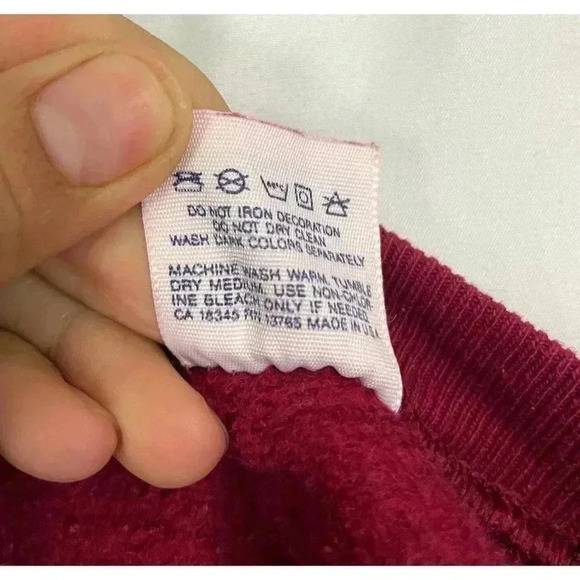 DO NOT IRON DECORATION
DO NOT DRY CLEAN
WASH DARK COLORS SEPARATELY
MACHINE WASH WARM, TUMBLE
DRY MEDIUM. USE NON-CHLOR
INE BLEACH ONLY IF NEEDED
CA 18345 RN 13765 MADE IN U.S.A.